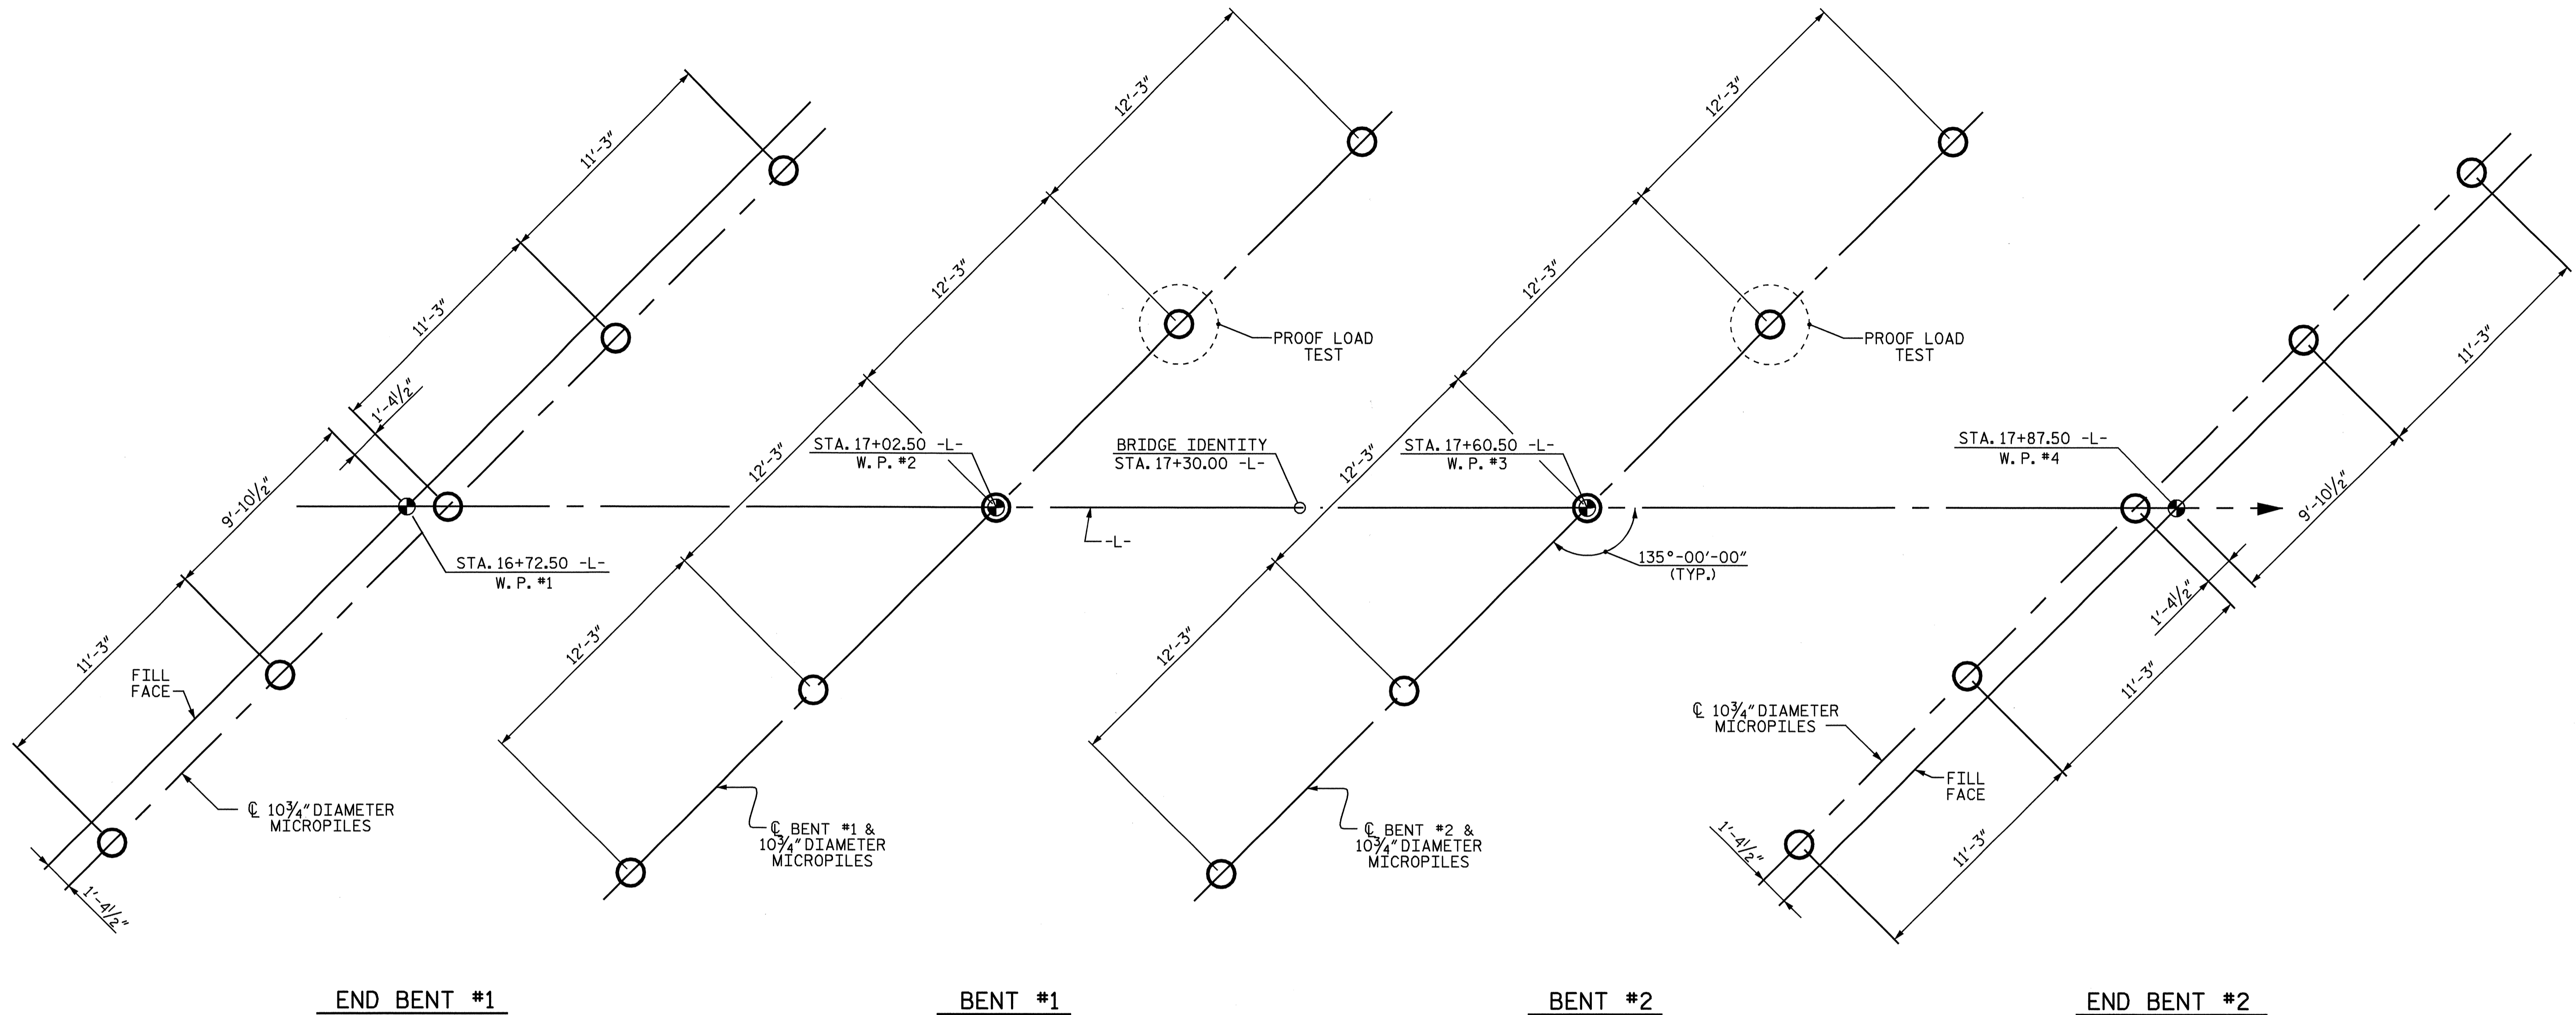 12'-3"
12'-3"
11'-3"
12'-3"
12'-3"
11'-3"
11'-3"
PROOF LOAD
TEST
PROOF LOAD
TEST
1'-4½"
9'-10½"
12'-3"
STA. 17+02.50 -L-
W. P. #2
BRIDGE IDENTITY
STA. 17+30.00 -L-
12'-3"
STA. 17+60.50 -L-
W. P. #3
STA. 17+87.50 -L-
W. P. #4
9'-10½"
STA. 16+72.50 -L-
W. P. #1
-L-
135°-00'-00"
(TYP.)
1'-4½"
11'-3"
12'-3"
12'-3"
11'-3"
FILL
FACE
℄ 10¾" DIAMETER
MICROPILES
FILL
FACE
℄ 10¾" DIAMETER
MICROPILES
℄ BENT #1 &
10¾" DIAMETER
MICROPILES
℄ BENT #2 &
10¾" DIAMETER
MICROPILES
1'-4½"
11'-3"
1'-4½"
END BENT #1
BENT #1
BENT #2
END BENT #2